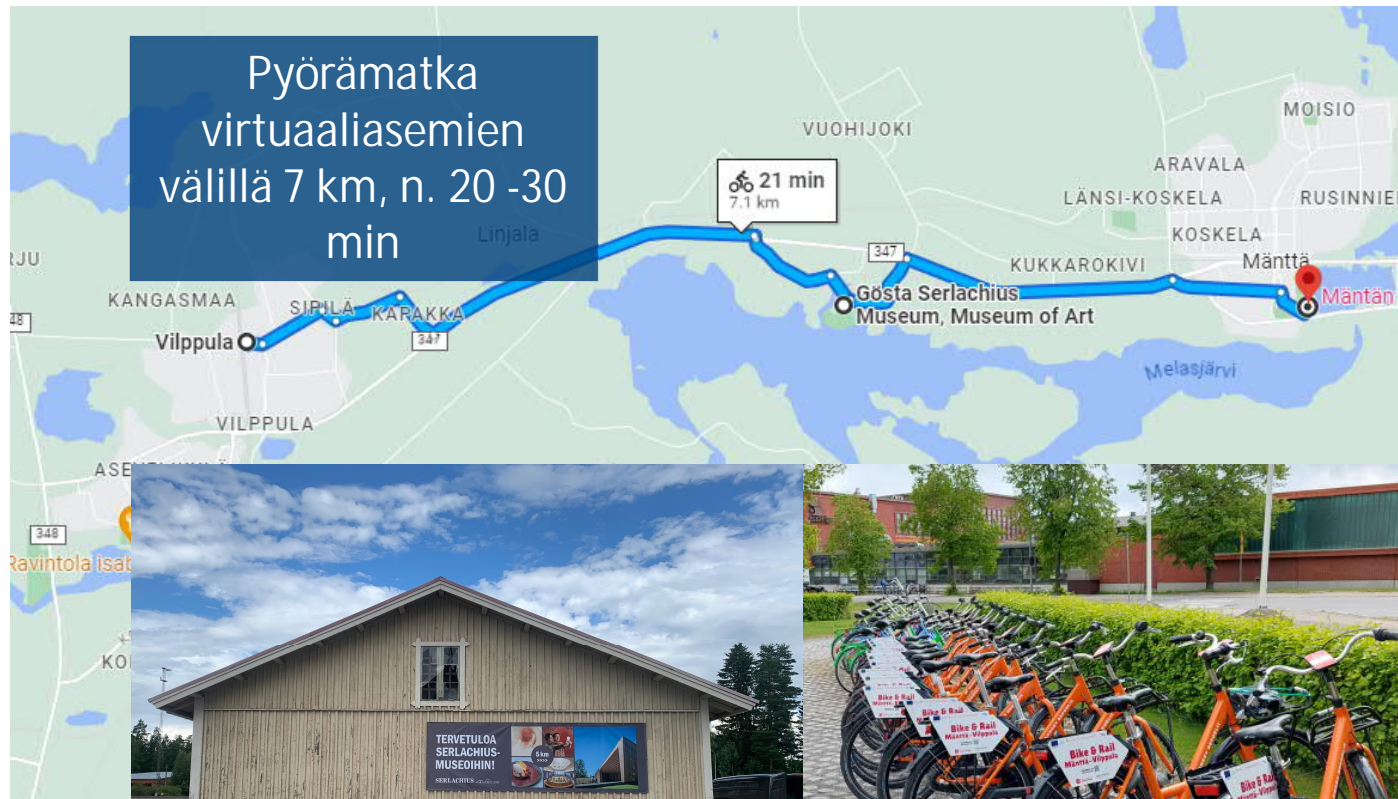 Pyörämatka
virtuaaliasemien
välillä 7 km, n. 20 -30
min
MOISIO
VUOHIJOKI
ARAVALA
21 min
7.1 km
LÄNSI-KOSKELA
RUSINNIE
KOSKELA
Linjala
347
Mänttä
KUKKAROKIVI
RJU
KANGASMAA
SIPILÄ
KARAKKA
Gösta Serlachius
Museum, Museum of Art
Mäntän
48
Vilppula
347
Melasjärvi
VILPPULA
348
Ravintola isab
KO
TERVETULOA
SERLACHIUS-
MUSEOIHIN!
5 km
>>>>
SERLACHIUS
Bike & Rail
Bike & Rail
Mänttä-Vilppula
Bike & Rail
Mänttä-Vilppula
Bike & Rail